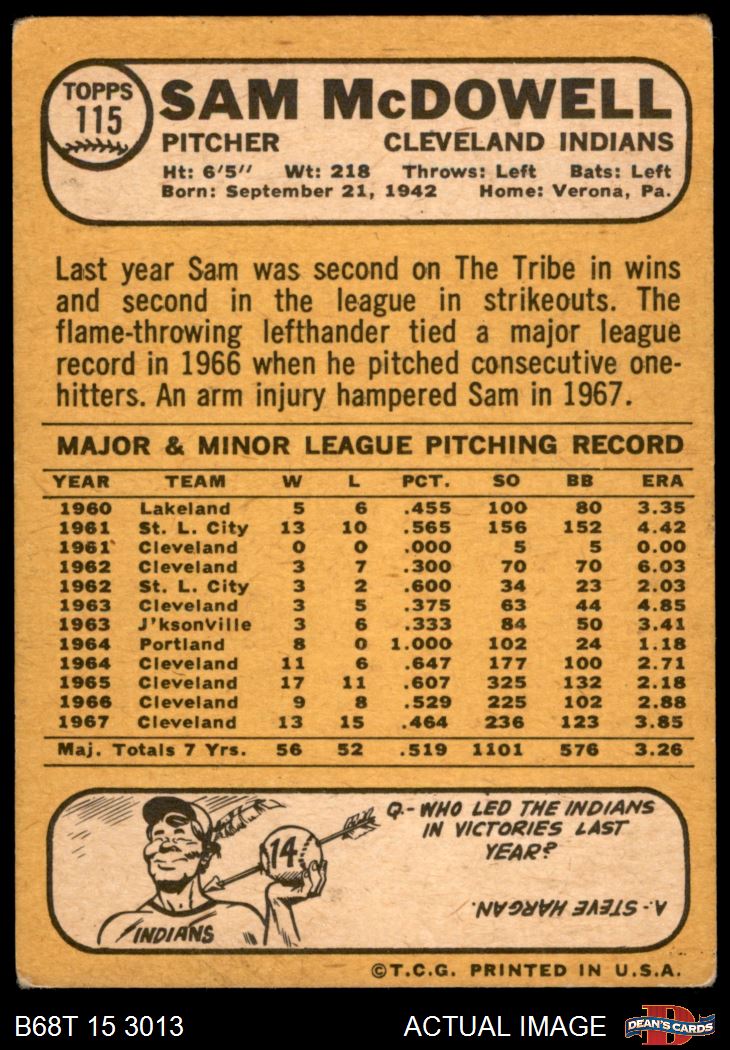 TOPPS
115
SAM McDOWELL
PITCHER CLEVELAND INDIANS
Ht: 6'5" Wt: 218 Throws: Left Bats: Left
Born: September 21, 1942 Home: Verona, Pa.
Last year Sam was second on The Tribe in wins
and second in the league in strikeouts. The
flame-throwing lefthander tied a major league
record in 1966 when he pitched consecutive one-
hitters. An arm injury hampered Sam in 1967.
MAJOR & MINOR LEAGUE PITCHING RECORD
YEAR TEAM W L PCT. SO BB ERA
1960 Lakeland 5 6 .455 100 80 3.35
1961 St. L. City 13 10 .565 156 152 4.42
1961 Cleveland 0 0 .000 5 5 0.00
1962 Cleveland 3 7 .300 70 70 6.03
1962 St. L. City 3 2 .600 34 23 2.03
1963 Cleveland 3 5 .375 63 44 4.85
1963 J'ksonville 3 6 .333 84 50 3.41
1964 Portland 8 0 1.000 102 24 1.18
1964 Cleveland 11 6 .647 177 100 2.71
1965 Cleveland 17 11 .607 325 132 2.18
1966 Cleveland 9 8 .529 225 102 2.88
1967 Cleveland 13 15 .464 236 123 3.85
Maj. Totals 7 Yrs. 56 52 .519 1101 576 3.26
Q.- WHO LED THE INDIANS
IN VICTORIES LAST
YEAR?
14
A.- STEVE HARGAN.
INDIANS
©T.C.G. PRINTED IN U.S.A.
B68T 15 3013 ACTUAL IMAGE
D
DEAN'S CARDS